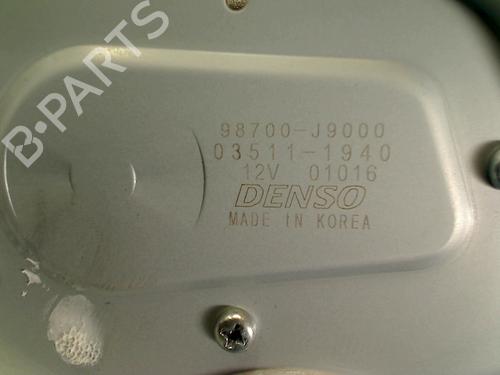 B-PARTS
98700-J9000
03511-1940
12V 01016
DENSO
MADE IN KOREA